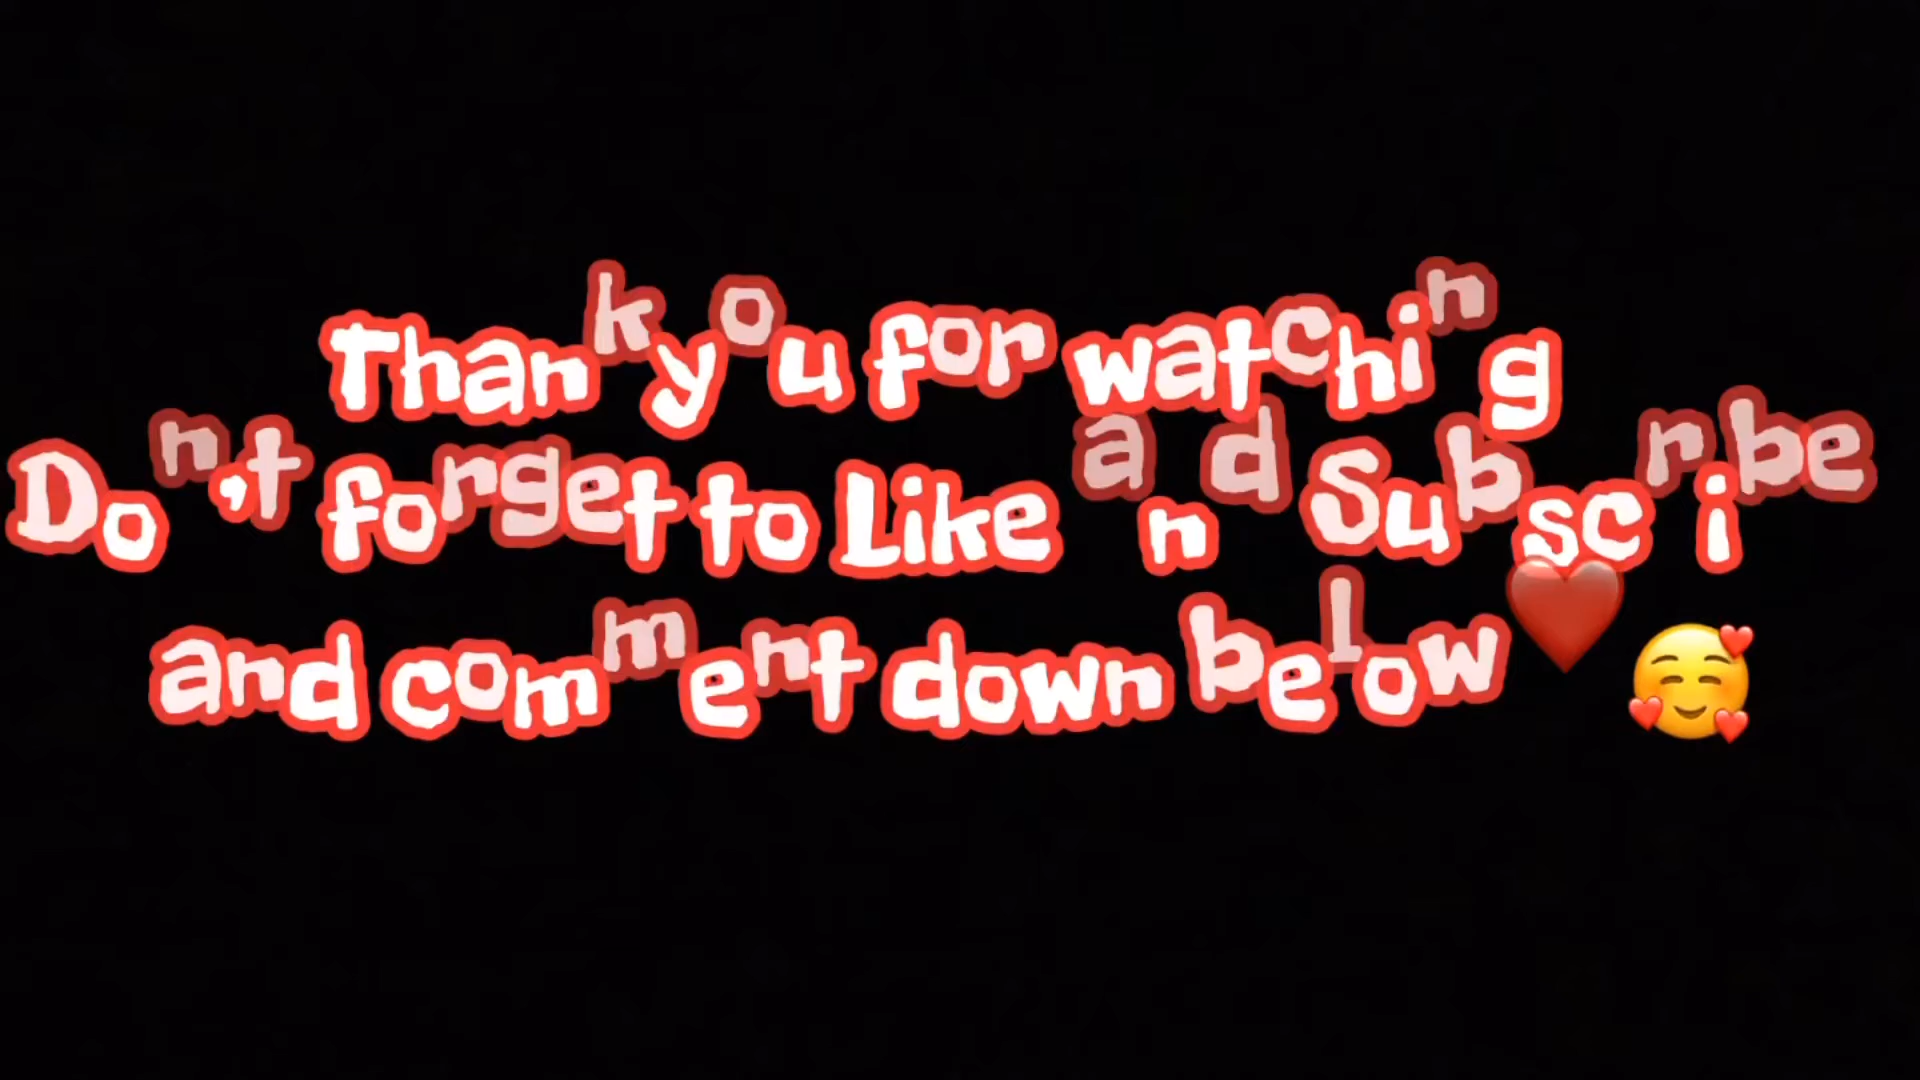 Thank you for watching
Don't forget to Like and Subscribe
and comment down below❤️🥰